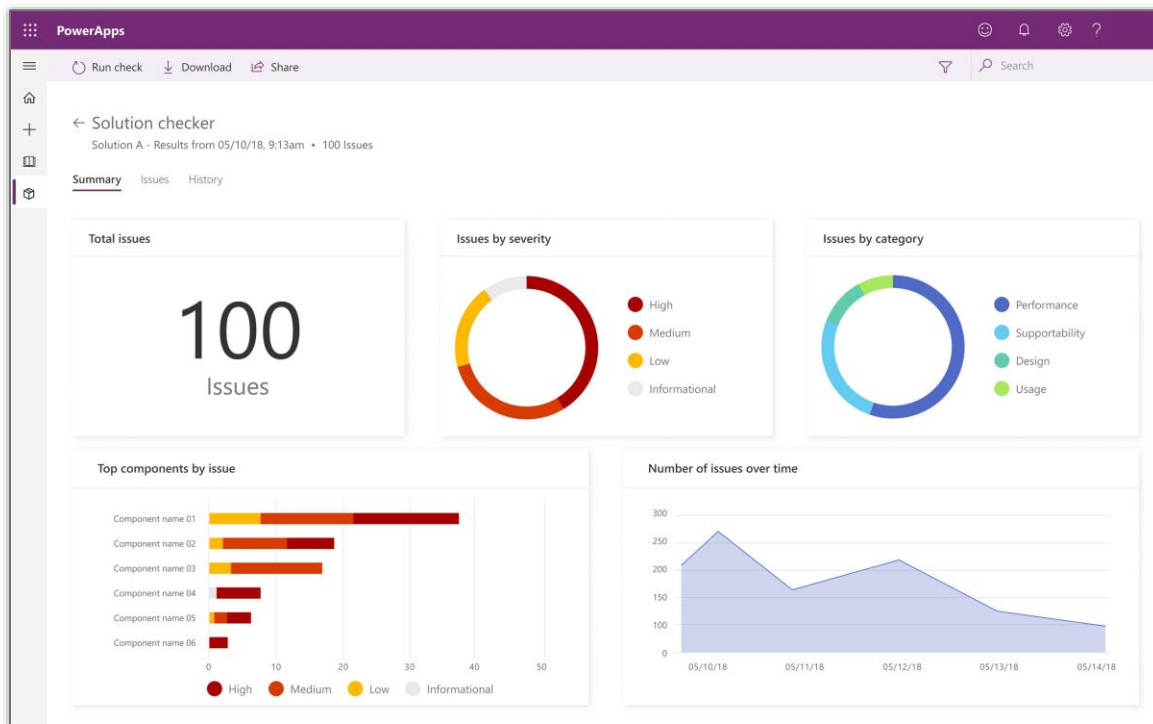 PowerApps
Run check Download Share
Search
Solution checker
Solution A - Results from 05/10/18, 9:13am • 100 Issues
Summary Issues History
Total issues
100
Issues
Issues by severity
High
Medium
Low
Informational
Issues by category
Performance
Supportability
Design
Usage
Top components by issue
Component name 01
Component name 02
Component name 03
Component name 04
Component name 05
Component name 06
0 10 20 30 40 50
High Medium Low Informational
Number of issues over time
300
250
200
150
100
0
05/10/18 05/11/18 05/12/18 05/13/18 05/14/18